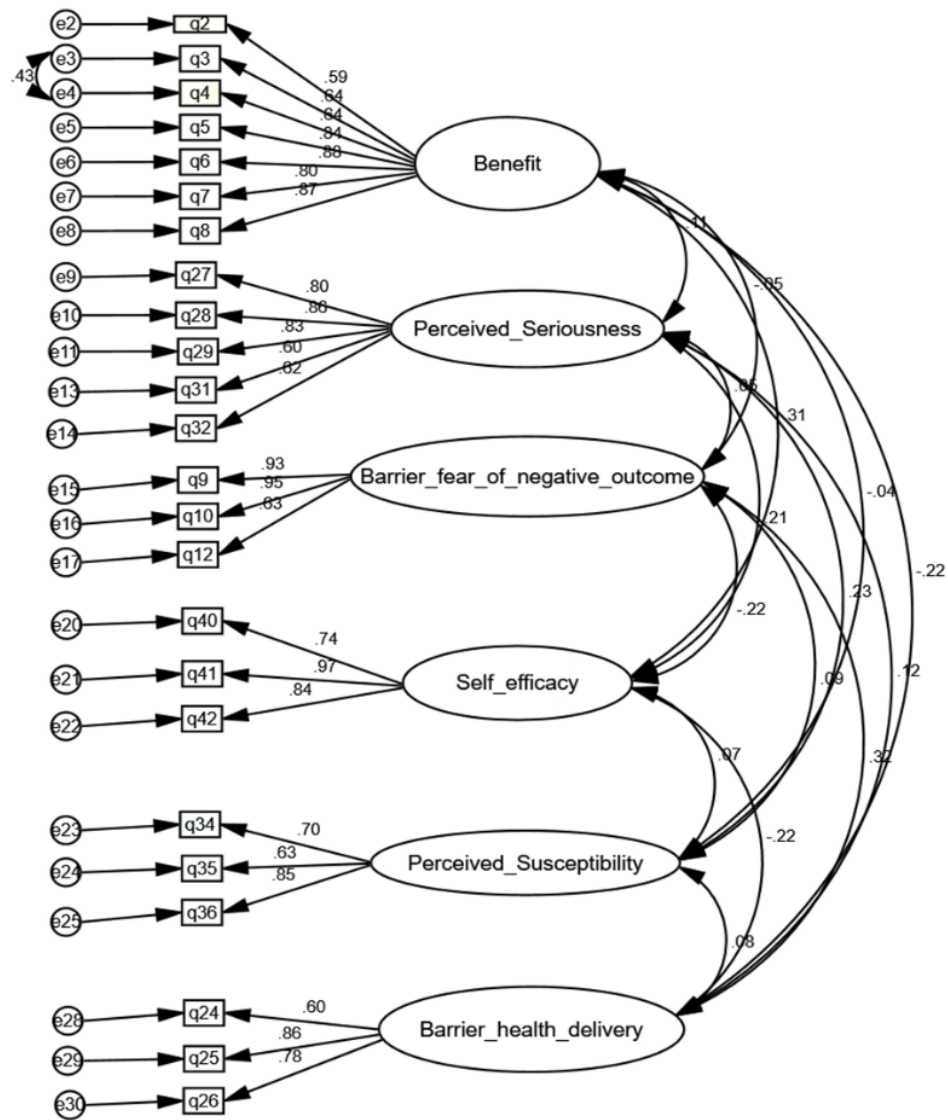 e2 q2
e3 q3
.43
e4 q4
e5 q5
e6 q6
e7 q7
e8 q8
.59
.64
.64
.84
.88
.80
.87
Benefit
e9 q27
e10 q28
e11 q29
e13 q31
e14 q32
.80
.86
.83
.60
.62
Perceived_Seriousness
e15 q9
e16 q10
e17 q12
.93
.95
.63
Barrier_fear_of_negative_outcome
e20 q40
e21 q41
e22 q42
.74
.97
.84
Self_efficacy
e23 q34
e24 q35
e25 q36
.70
.63
.85
Perceived_Susceptibility
e28 q24
e29 q25
e30 q26
.60
.86
.78
Barrier_health_delivery
.11
-.05
.31
-.04
-.22
.21
.23
.12
-.22
.09
.32
.07
-.22
.08